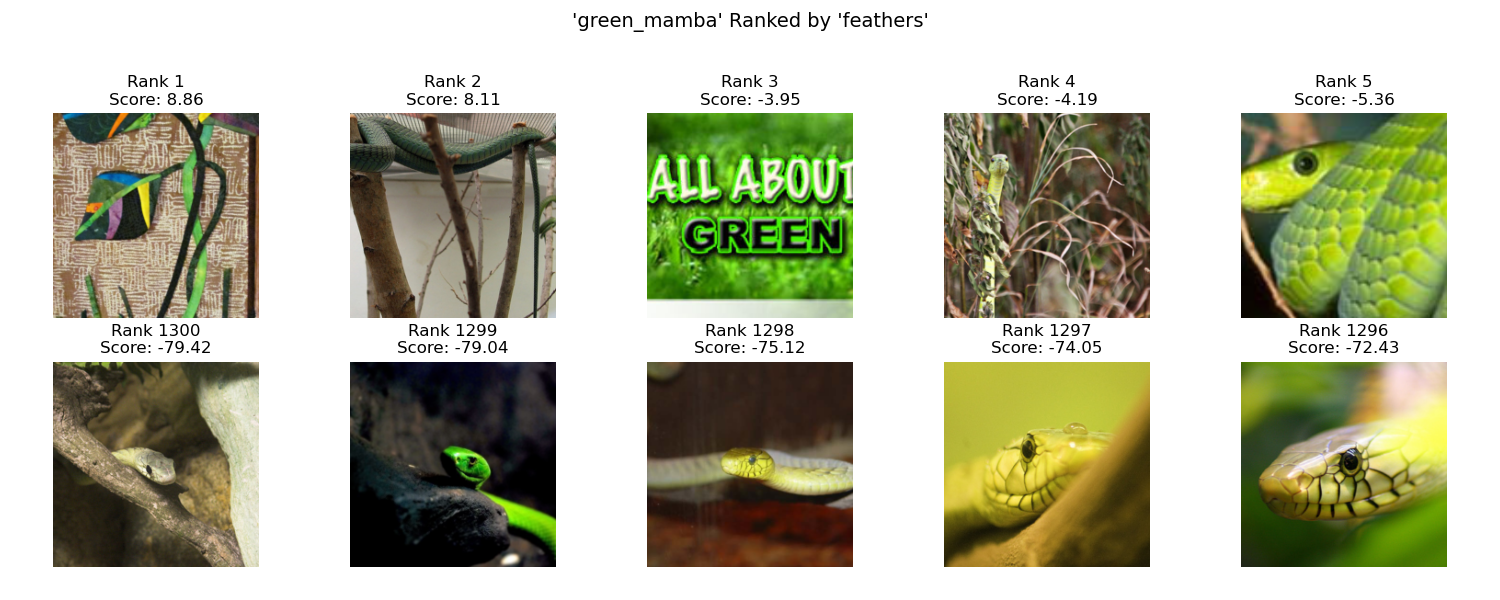 'green_mamba' Ranked by 'feathers'
Rank 1
Score: 8.86
Rank 2
Score: 8.11
Rank 3
Score: -3.95
Rank 4
Score: -4.19
Rank 5
Score: -5.36
ALL ABOUT
GREEN
Rank 1300
Score: -79.42
Rank 1299
Score: -79.04
Rank 1298
Score: -75.12
Rank 1297
Score: -74.05
Rank 1296
Score: -72.43